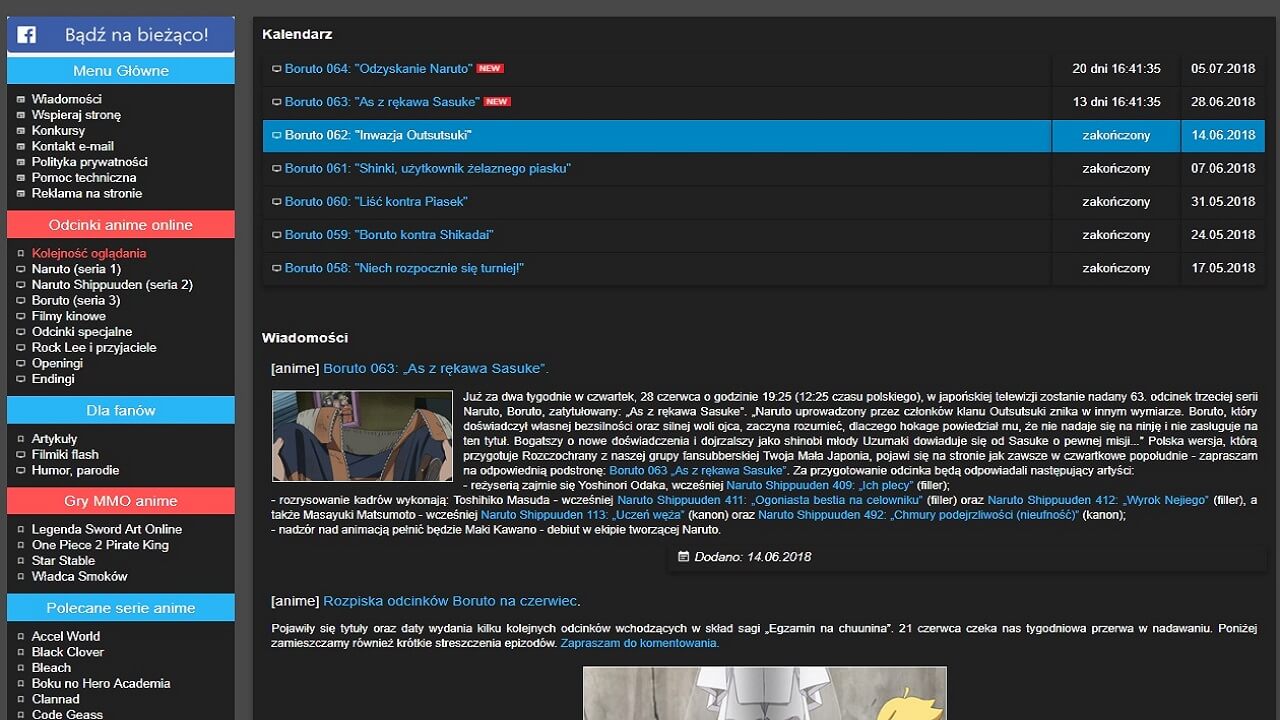 Bądź na bieżąco!
Menu Główne
Wiadomości
Wspieraj stronę
Konkursy
Kontakt e-mail
Polityka prywatności
Pomoc techniczna
Reklama na stronie
Odcinki anime online
Kolejność oglądania
Naruto (seria 1)
Naruto Shippuuden (seria 2)
Boruto (seria 3)
Filmy kinowe
Odcinki specjalne
Rock Lee i przyjaciele
Openingi
Endingi
Dla fanów
Artykuły
Filmiki flash
Humor, parodie
Gry MMO anime
Legenda Sword Art Online
One Piece 2 Pirate King
Star Stable
Władca Smoków
Polecane serie anime
Accel World
Black Clover
Bleach
Boku no Hero Academia
Clannad
Code Geass
Kalendarz
Boruto 064: "Odzyskanie Naruto" NEW 20 dni 16:41:35 05.07.2018
Boruto 063: "As z rękawa Sasuke" NEW 13 dni 16:41:35 28.06.2018
Boruto 062: "Inwazja Outsutsuki" zakończony 14.06.2018
Boruto 061: "Shinki, użytkownik żelaznego piasku" zakończony 07.06.2018
Boruto 060: "Liść kontra Piasek" zakończony 31.05.2018
Boruto 059: "Boruto kontra Shikadai" zakończony 24.05.2018
Boruto 058: "Niech rozpocznie się turniej!" zakończony 17.05.2018
Wiadomości
[anime] Boruto 063: „As z rękawa Sasuke”.
Już za dwa tygodnie w czwartek, 28 czerwca o godzinie 19:25 (12:25 czasu polskiego), w japońskiej telewizji zostanie nadany 63. odcinek trzeciej serii
Naruto, Boruto, zatytułowany: „As z rękawa Sasuke”. „Naruto uprowadzony przez członków klanu Outsutsuki znika w innym wymiarze. Boruto, który
doświadczył własnej bezsilności oraz silnej woli ojca, zaczyna rozumieć, dlaczego hokage powiedział mu, że nie nadaje się na ninję i nie zasługuje na
ten tytuł. Bogatszy o nowe doświadczenia i dojrzalszy jako shinobi młody Uzumaki dowiaduje się od Sasuke o pewnej misji...” Polska wersja, którą
przygotuje Rozczochrany z naszej grupy fansubberskiej Twoja Mała Japonia, pojawi się na stronie jak zawsze w czwartkowe popołudnie - zapraszam
na odpowiednią podstronę: Boruto 063 „As z rękawa Sasuke”. Za przygotowanie odcinka będą odpowiadali następujący artyści:
- reżyserią zajmie się Yoshinori Odaka, wcześniej Naruto Shippuuden 409: „Ich plecy” (filler);
- rozrysowanie kadrów wykonają: Toshihiko Masuda - wcześniej Naruto Shippuuden 411: „Ogoniasta bestia na celowniku” (filler) oraz Naruto Shippuuden 412: „Wyrok Nejiego” (filler), a
także Masayuki Matsumoto - wcześniej Naruto Shippuuden 113: „Uczeń węża” (kanon) oraz Naruto Shippuuden 492: „Chmury podejrzliwości (nieufność)” (kanon);
- nadzór nad animacją pełnić będzie Maki Kawano - debiut w ekipie tworzącej Naruto.
Dodano: 14.06.2018
[anime] Rozpiska odcinków Boruto na czerwiec.
Pojawiły się tytuły oraz daty wydania kilku kolejnych odcinków wchodzących w skład sagi „Egzamin na chuunina”. 21 czerwca czeka nas tygodniowa przerwa w nadawaniu. Poniżej
zamieszczamy również krótkie streszczenia epizodów. Zapraszam do komentowania.